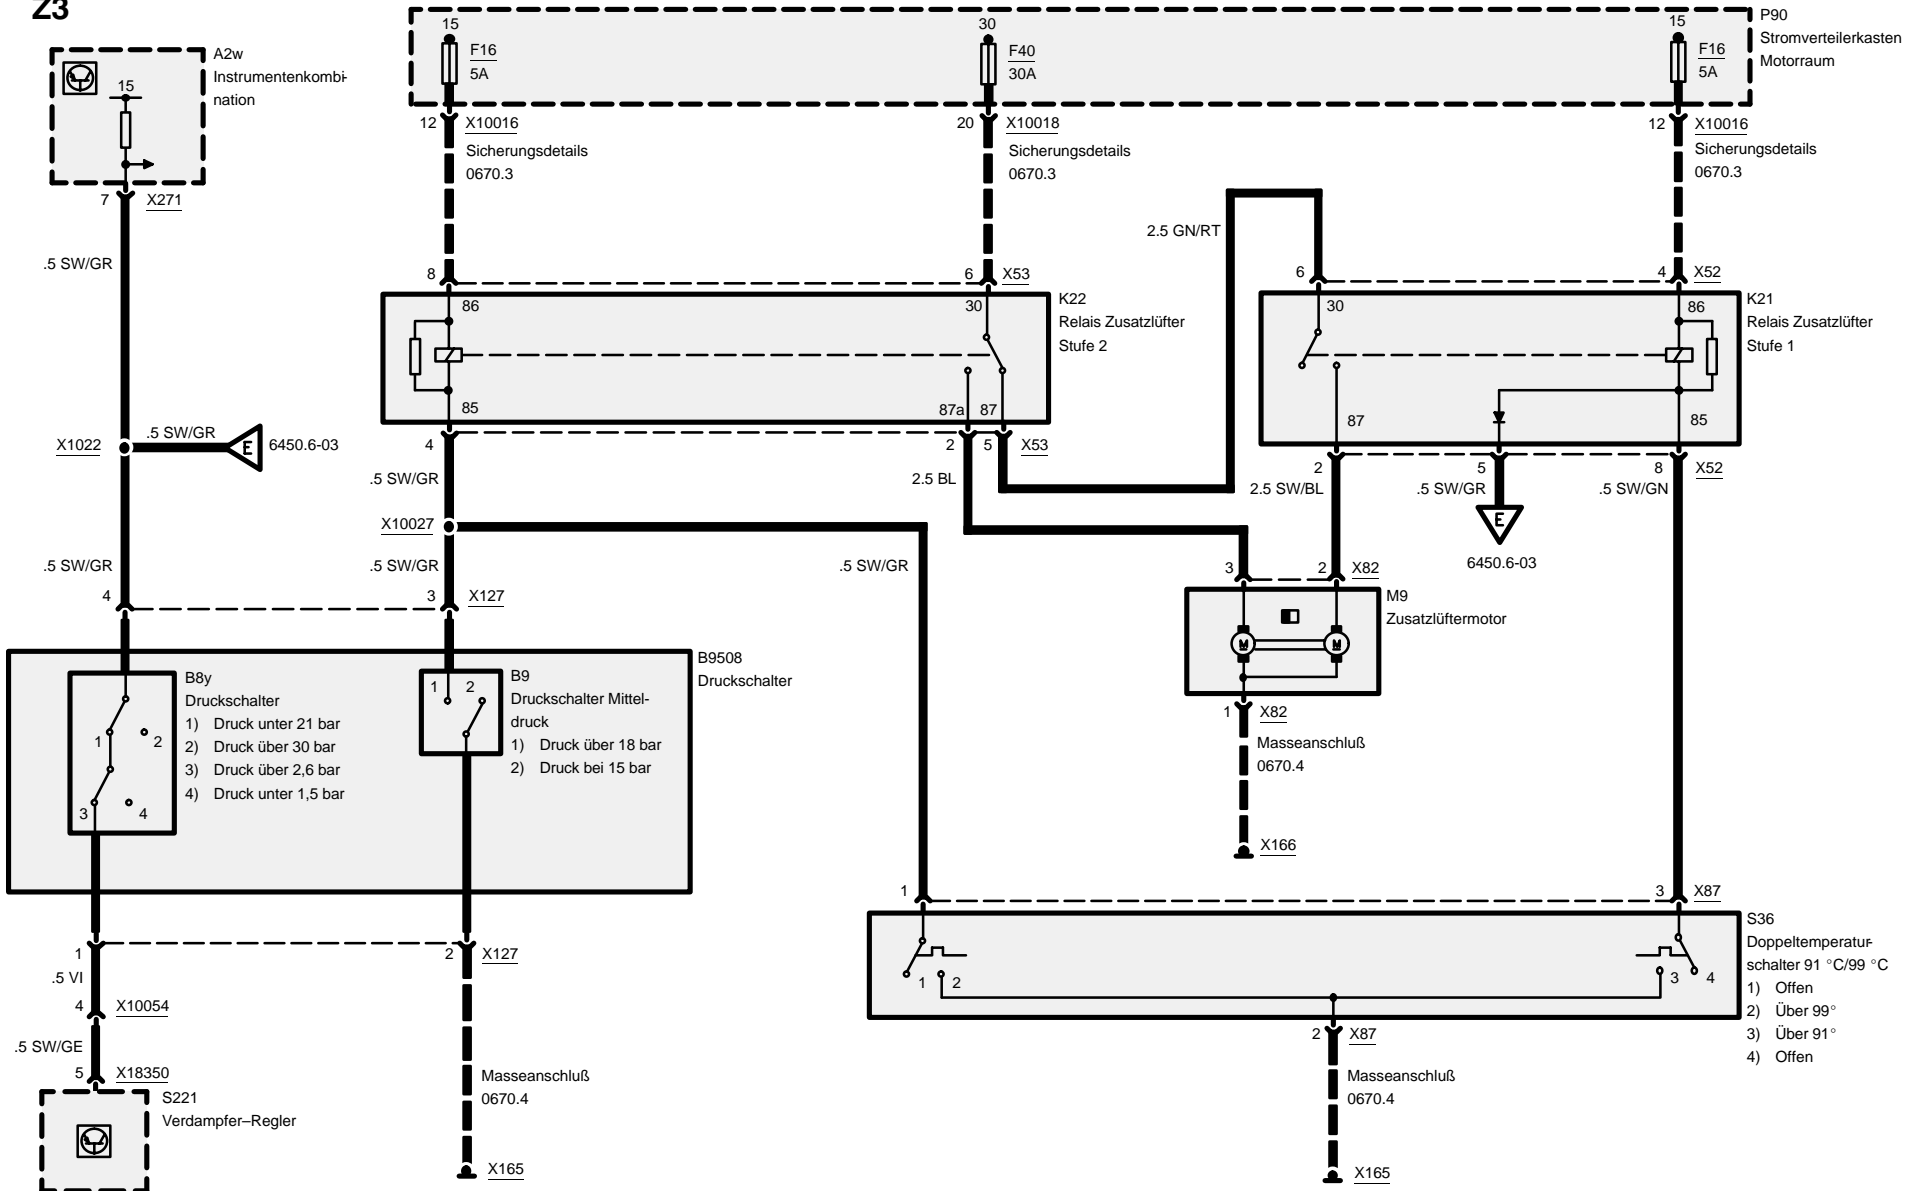 Z3
A2w
Instrumentenkombi-
nation
15
7 X271
.5 SW/GR
X1022
.5 SW/GR
E 6450.6-03
.5 SW/GR
4
15
F16
5A
30
F40
30A
15
F16
5A
P90
Stromverteilerkasten
Motorraum
12 X10016
Sicherungsdetails
0670.3
20 X10018
Sicherungsdetails
0670.3
12 X10016
Sicherungsdetails
0670.3
2.5 GN/RT
8
6 X53
6
4 X52
86
30
K22
Relais Zusatzlüfter
Stufe 2
85
87a 87
30
86
K21
Relais Zusatzlüfter
Stufe 1
87
85
4
2 5 X53
.5 SW/GR
2.5 BL
2
5
8 X52
2.5 SW/BL
.5 SW/GR
.5 SW/GN
E
6450.6-03
X10027
.5 SW/GR
.5 SW/GR
3 X127
3
2 X82
M9
Zusatzlüftermotor
M M
1 X82
Masseanschluß
0670.4
X166
B9508
Druckschalter
B8y
Druckschalter
1) Druck unter 21 bar
2) Druck über 30 bar
3) Druck über 2,6 bar
4) Druck unter 1,5 bar
1 2
3 4
B9
Druckschalter Mittel-
druck
1) Druck über 18 bar
2) Druck bei 15 bar
1 2
1
2 X127
.5 VI
4 X10054
.5 SW/GE
5 X18350
S221
Verdampfer–Regler
Masseanschluß
0670.4
X165
1
3 X87
S36
Doppeltemperatur-
schalter 91 °C/99 °C
1) Offen
2) Über 99°
3) Über 91°
4) Offen
1 2
3 4
2 X87
Masseanschluß
0670.4
X165